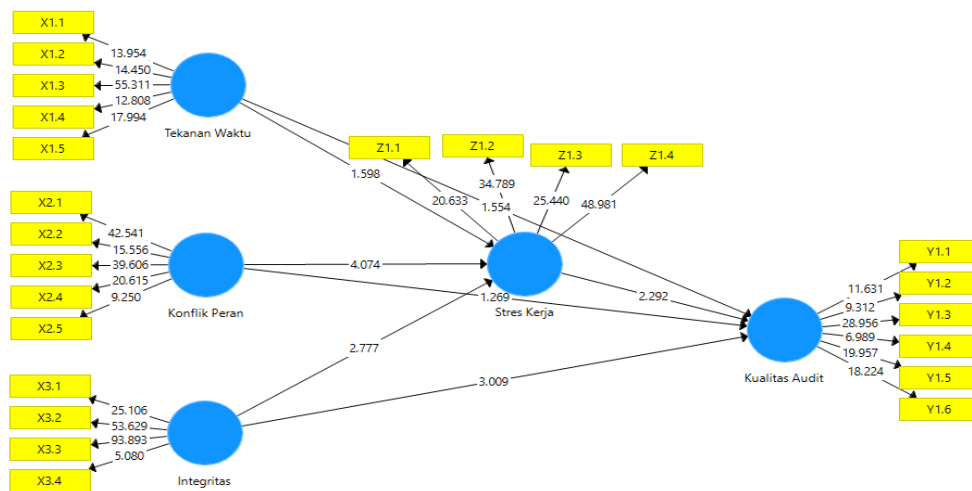 X1.1
X1.2
X1.3
X1.4
X1.5
13.954
14.450
55.311
12.808
17.994
Tekanan Waktu
Z1.1
Z1.2
Z1.3
Z1.4
20.633
34.789
25.440
48.981
1.598
1.554
X2.1
X2.2
X2.3
X2.4
X2.5
42.541
15.556
39.606
20.615
9.250
Konflik Peran
4.074
1.269
Stres Kerja
2.292
2.777
3.009
X3.1
X3.2
X3.3
X3.4
25.106
53.629
93.893
5.080
Integritas
Kualitas Audit
11.631
9.312
28.956
6.989
19.957
18.224
Y1.1
Y1.2
Y1.3
Y1.4
Y1.5
Y1.6